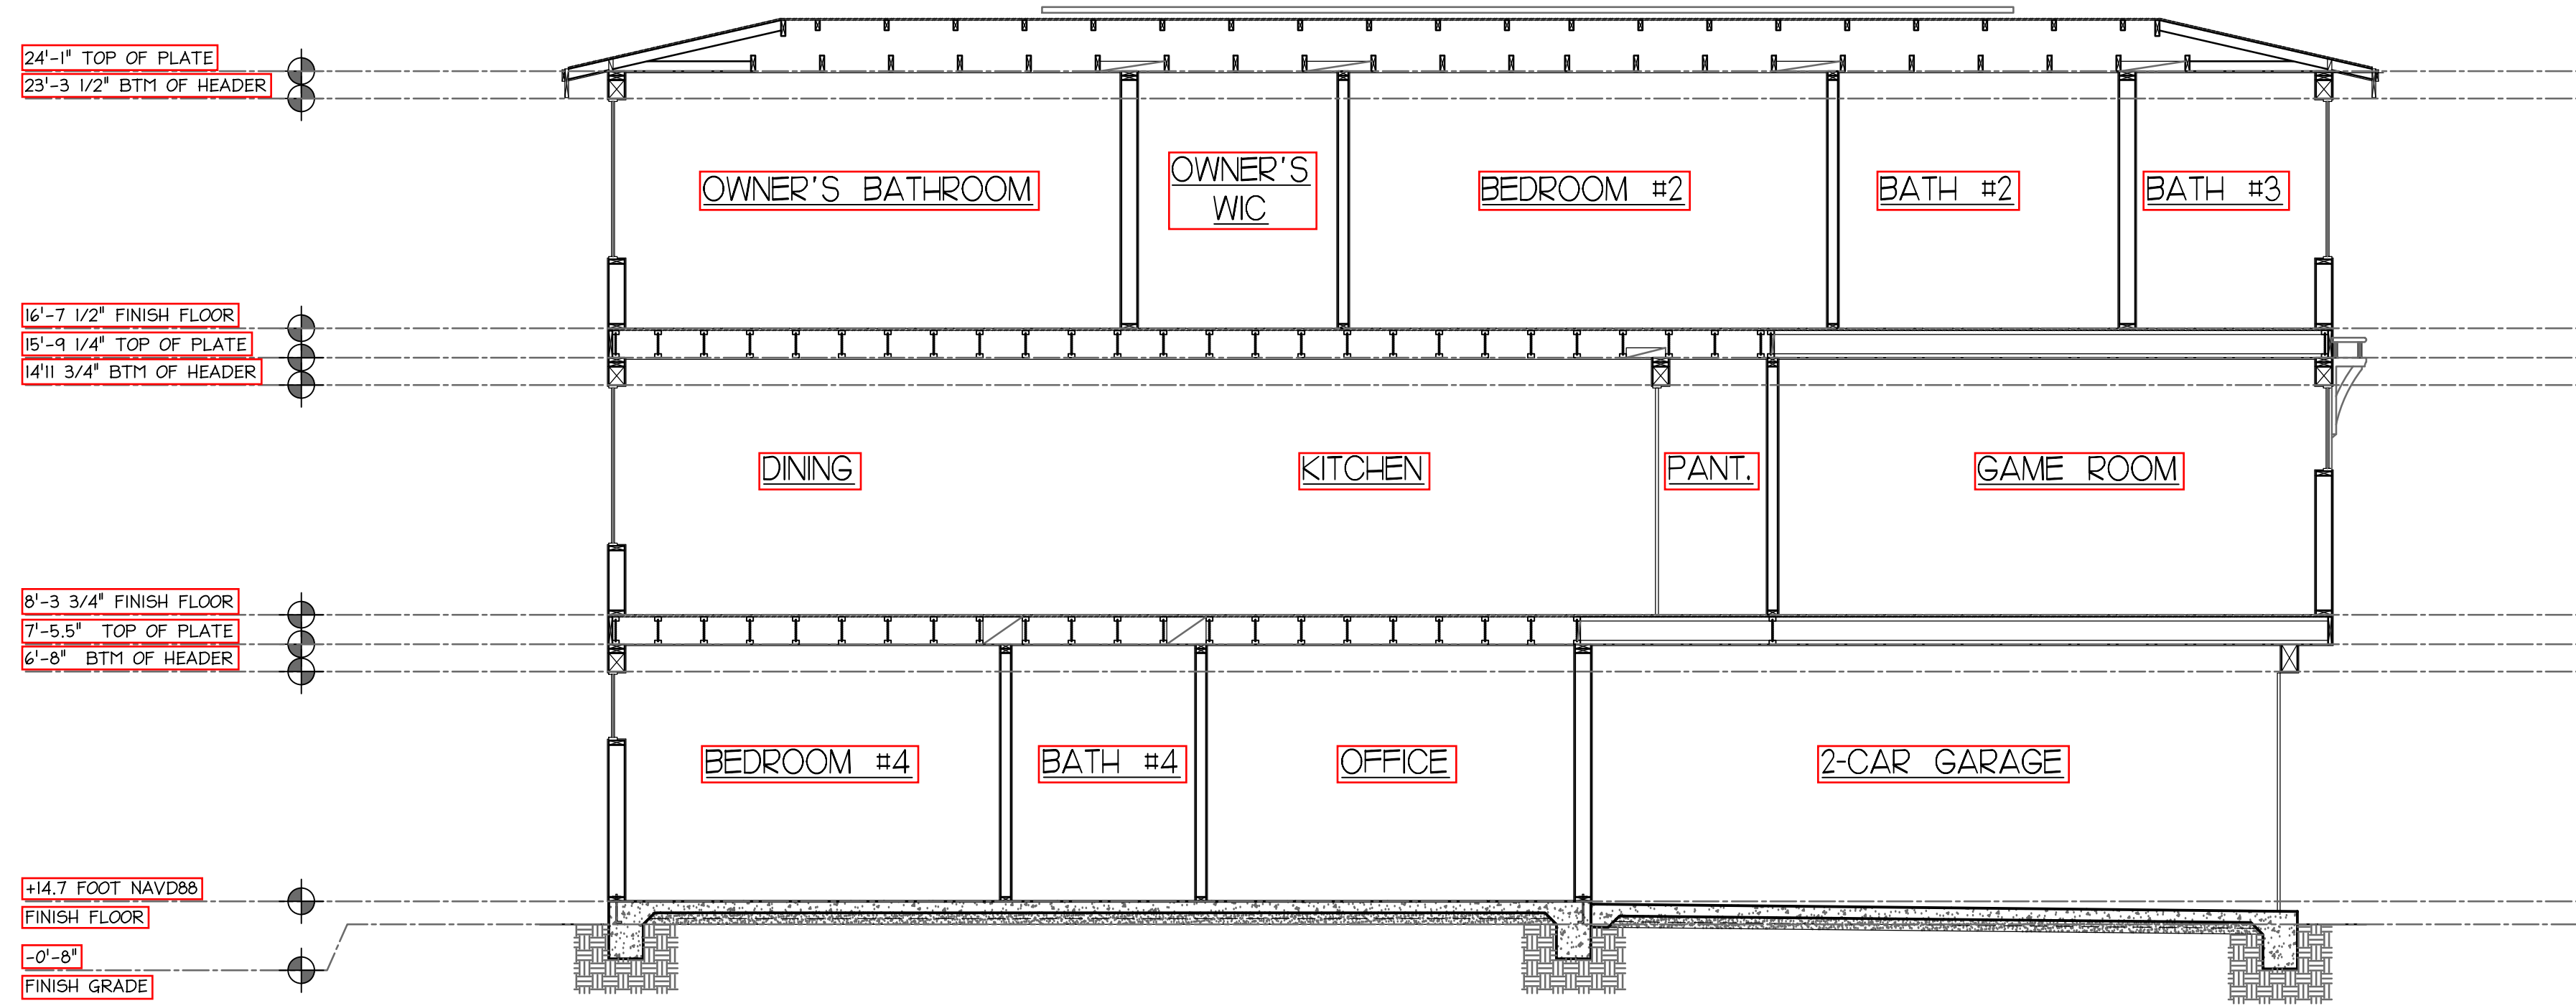 24'-1" TOP OF PLATE
23'-3 1/2" BTM OF HEADER
OWNER'S BATHROOM
OWNER'S
WIC
BEDROOM #2
BATH #2
BATH #3
16'-7 1/2" FINISH FLOOR
15'-9 1/4" TOP OF PLATE
14'11 3/4" BTM OF HEADER
DINING
KITCHEN
PANT.
GAME ROOM
8'-3 3/4" FINISH FLOOR
7'-5.5" TOP OF PLATE
6'-8" BTM OF HEADER
BEDROOM #4
BATH #4
OFFICE
2-CAR GARAGE
+14.7 FOOT NAVD88
FINISH FLOOR
-0'-8"
FINISH GRADE